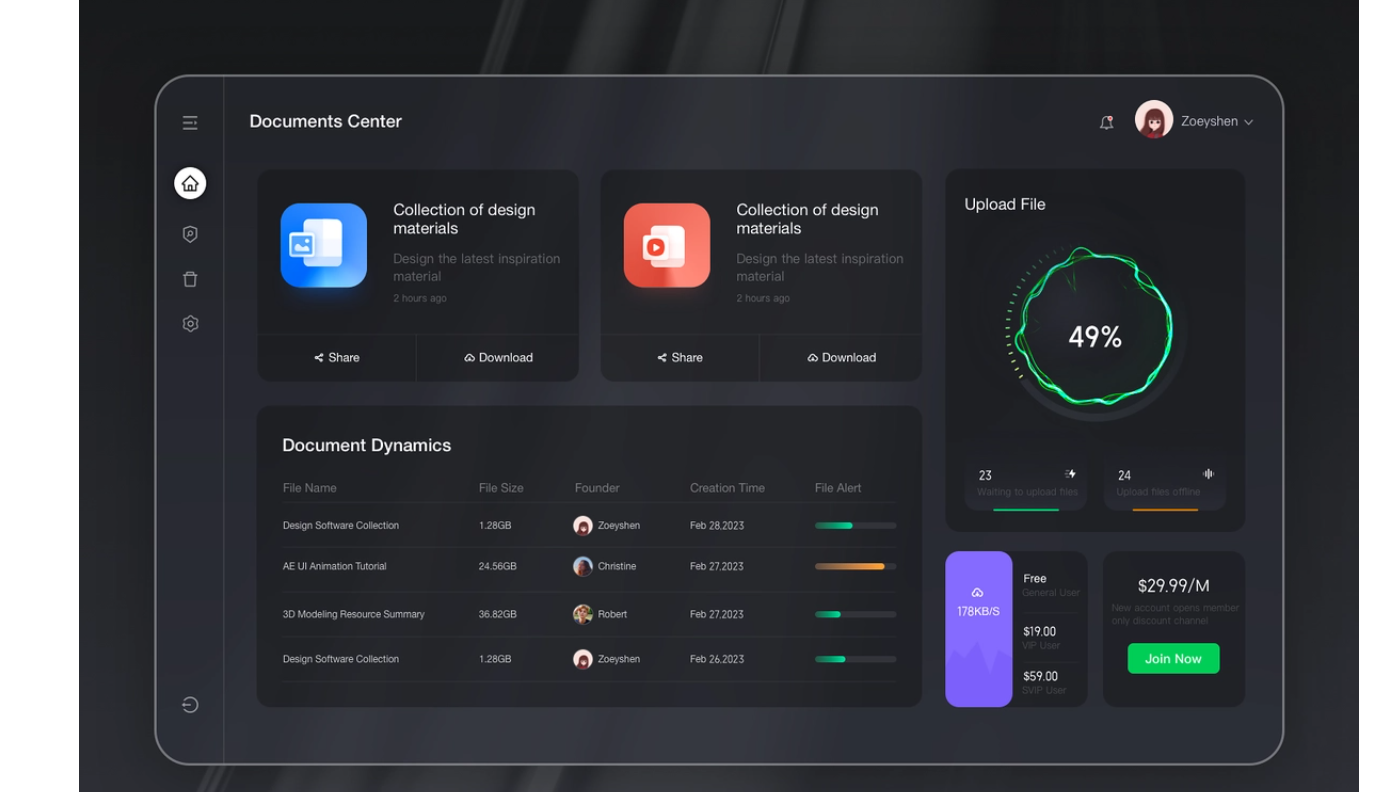 Documents Center
Zoeyshen
Collection of design
materials
Design the latest inspiration
material
2 hours ago
Share
Download
Collection of design
materials
Design the latest inspiration
material
2 hours ago
Share
Download
Upload File
49%
23
Waiting to upload files
24
Upload files offline
Document Dynamics
File Name File Size Founder Creation Time File Alert
Design Software Collection 1.28GB Zoeyshen Feb 28,2023
AE UI Animation Tutorial 24.56GB Christine Feb 27,2023
3D Modeling Resource Summary 36.82GB Robert Feb 27,2023
Design Software Collection 1.28GB Zoeyshen Feb 26,2023
178KB/S
Free
General User
$19.00
VIP User
$59.00
SVIP User
$29.99/M
New account opens member
only discount channel
Join Now